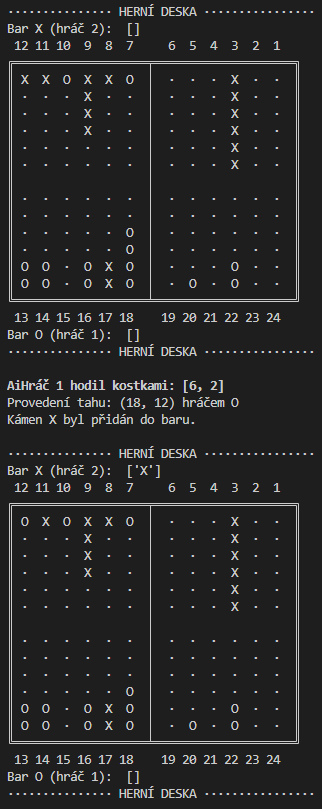 ··············· HERNÍ DESKA ···············
Bar X (hráč 2):  []
12 11 10  9  8  7     6  5  4  3  2  1
X  X  O  X  X  O  ·  ·  ·  X  ·  ·
·  ·  ·  X  ·  ·  ·  ·  ·  X  ·  ·
·  ·  ·  X  ·  ·  ·  ·  ·  X  ·  ·
·  ·  ·  X  ·  ·  ·  ·  ·  X  ·  ·
·  ·  ·  ·  ·  ·  ·  ·  ·  X  ·  ·
·  ·  ·  ·  ·  ·  ·  ·  ·  X  ·  ·
·  ·  ·  ·  ·  ·  ·  ·  ·  ·  ·  ·
·  ·  ·  ·  ·  ·  ·  ·  ·  ·  ·  ·
·  ·  ·  ·  ·  O  ·  ·  ·  ·  ·  ·
·  ·  ·  ·  ·  O  ·  ·  ·  ·  ·  ·
O  O  ·  O  X  O  ·  ·  ·  O  ·  ·
O  O  ·  O  X  O  ·  O  ·  O  ·  ·
13 14 15 16 17 18    19 20 21 22 23 24
Bar O (hráč 1):  []
··············· HERNÍ DESKA ···············
AiHráč 1 hodil kostkami: [6, 2]
Provedení tahu: (18, 12) hráčem O
Kámen X byl přidán do baru.
··············· HERNÍ DESKA ···············
Bar X (hráč 2):  ['X']
12 11 10  9  8  7     6  5  4  3  2  1
O  X  O  X  X  O  ·  ·  ·  X  ·  ·
·  ·  ·  X  ·  ·  ·  ·  ·  X  ·  ·
·  ·  ·  X  ·  ·  ·  ·  ·  X  ·  ·
·  ·  ·  X  ·  ·  ·  ·  ·  X  ·  ·
·  ·  ·  ·  ·  ·  ·  ·  ·  X  ·  ·
·  ·  ·  ·  ·  ·  ·  ·  ·  X  ·  ·
·  ·  ·  ·  ·  ·  ·  ·  ·  ·  ·  ·
·  ·  ·  ·  ·  ·  ·  ·  ·  ·  ·  ·
·  ·  ·  ·  ·  ·  ·  ·  ·  ·  ·  ·
·  ·  ·  ·  ·  O  ·  ·  ·  ·  ·  ·
O  O  ·  O  X  O  ·  ·  ·  O  ·  ·
O  O  ·  O  X  O  ·  O  ·  O  ·  ·
13 14 15 16 17 18    19 20 21 22 23 24
Bar O (hráč 1):  []
··············· HERNÍ DESKA ···············